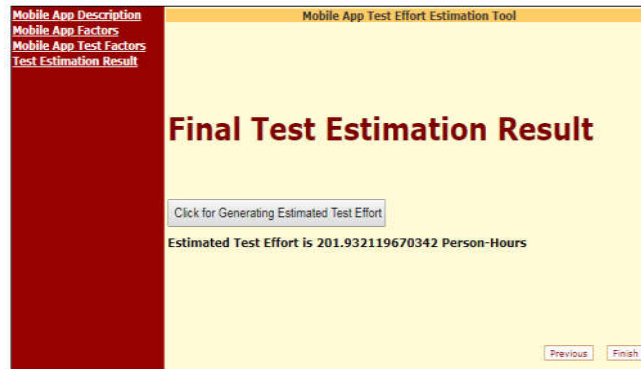 Mobile App Test Effort Estimation Tool
Mobile App Description
Mobile App Factors
Mobile App Test Factors
Test Estimation Result
Final Test Estimation Result
Click for Generating Estimated Test Effort
Estimated Test Effort is 201.932119670342 Person-Hours
Previous
Finish